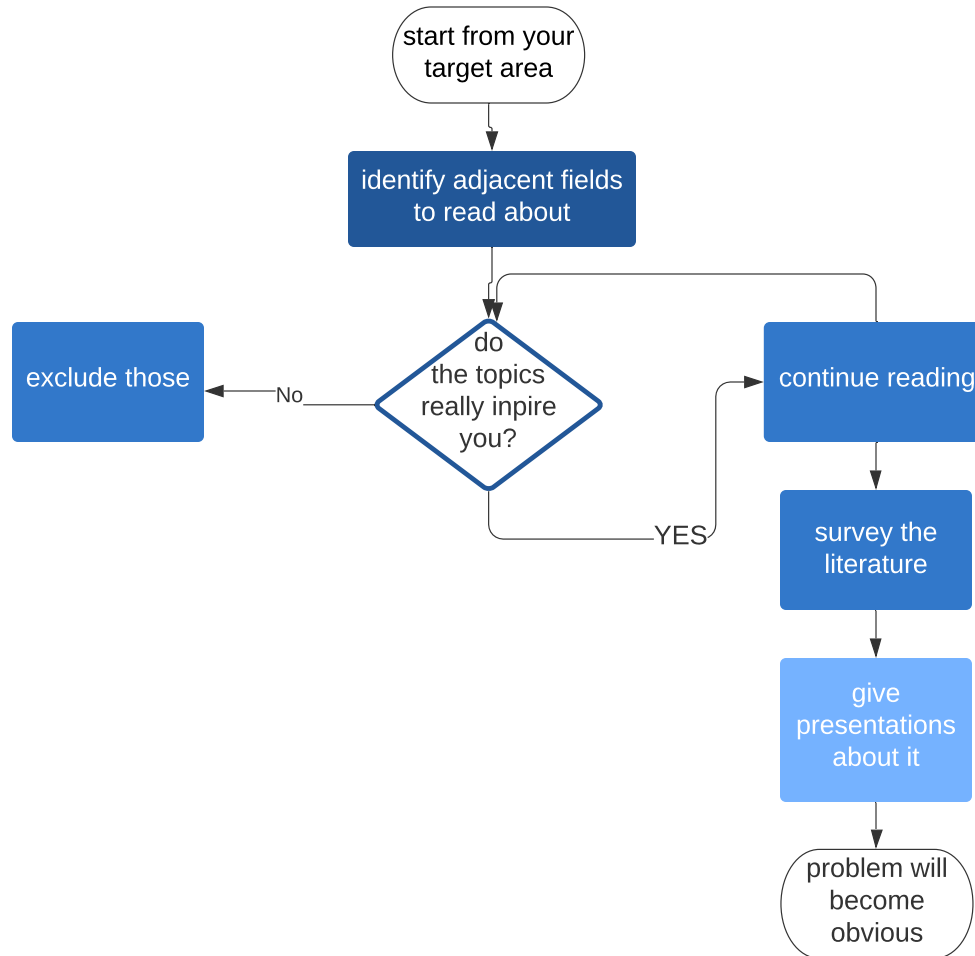 start from your
target area
identify adjacent fields
to read about
do
the topics
really inpire
you?
exclude those
No
continue reading
YES
survey the
literature
give
presentations
about it
problem will
become
obvious